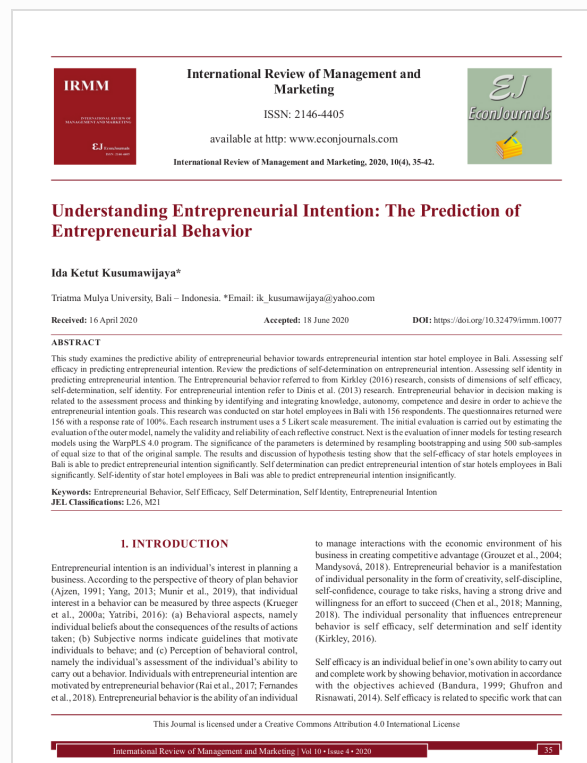 IRMM
INTERNATIONAL REVIEW OF
MANAGEMENT AND MARKETING
EJ EconJournals
ISSN: 2146-4405
International Review of Management and
Marketing
ISSN: 2146-4405
available at http: www.econjournals.com
International Review of Management and Marketing, 2020, 10(4), 35-42.
EJ
EconJournals
Understanding Entrepreneurial Intention: The Prediction of
Entrepreneurial Behavior
Ida Ketut Kusumawijaya*
Triatma Mulya University, Bali – Indonesia. *Email: ik_kusumawijaya@yahoo.com
Received: 16 April 2020 Accepted: 18 June 2020 DOI: https://doi.org/10.32479/irmm.10077
ABSTRACT
This study examines the predictive ability of entrepreneurial behavior towards entrepreneurial intention star hotel employee in Bali. Assessing self
efficacy in predicting entrepreneurial intention. Review the predictions of self-determination on entrepreneurial intention. Assessing self identity in
predicting entrepreneurial intention. The Entrepreneurial Behavior referred to from Kirkley (2016) research, consists of dimensions of self efficacy,
self-determination, self identity. For entrepreneurial intention refer to Dinis et al. (2013) research. Entrepreneurial behavior in decision making is
related to the assessment process and thinking by identifying and integrating knowledge, autonomy, competence and desire in order to achieve the
entrepreneurial intention goals. This research was conducted on star hotel employees in Bali with 156 respondents. The questionnaires returned were
156 with a response rate of 100%. Each research instrument uses a 5 Likert scale measurement. The initial evaluation is carried out by estimating the
evaluation of the outer model, namely the validity and reliability of each reflective construct. Next is the evaluation of inner models for testing research
models using the WarpPLS 4.0 program. The significance of the parameters is determined by resampling bootstrapping and using 500 sub-samples
of equal size to that of the original sample. The results and discussion of hypothesis testing show that the self-efficacy of star hotels employees in
Bali is able to predict entrepreneurial intention significantly. Self determination can predict entrepreneurial intention of star hotels employees in Bali
significantly. Self-identity of star hotel employees in Bali was able to predict entrepreneurial intention insignificantly.
Keywords: Entrepreneurial Behavior, Self Efficacy, Self Determination, Self Identity, Entrepreneurial Intention
JEL Classifications: L26, M21
1. INTRODUCTION
Entrepreneurial intention is an individual's interest in planning a
business. According to the perspective of theory of plan behavior
(Ajzen, 1991; Yang, 2013; Munir et al., 2019), that individual
interest in a behavior can be measured by three aspects (Krueger
et al., 2000a; Yatribi, 2016): (a) Behavioral aspects, namely
individual beliefs about the consequences of the results of actions
taken; (b) Subjective norms indicate guidelines that motivate
individuals to behave; and (c) Perception of behavioral control,
namely the individual's assessment of the individual's ability to
carry out a behavior. Individuals with entrepreneurial intention are
motivated by entrepreneurial behavior (Rai et al., 2017; Fernandes
et al., 2018). Entrepreneurial behavior is the ability of an individual
to manage interactions with the economic environment of his
business in creating competitive advantage (Grouzet et al., 2004;
Mandysová, 2018). Entrepreneurial behavior is a manifestation
of individual personality in the form of creativity, self-discipline,
self-confidence, courage to take risks, having a strong drive and
willingness for an effort to succeed (Chen et al., 2018; Manning,
2018). The individual personality that influences entrepreneur
behavior is self efficacy, self determination and self identity
(Kirkley, 2016).
Self efficacy is an individual belief in one's own ability to carry out
and complete work by showing behavior, motivation in accordance
with the objectives achieved (Bandura, 1999; Ghufron and
Risnawati, 2014). Self efficacy is related to specific work that can
This Journal is licensed under a Creative Commons Attribution 4.0 International License
International Review of Management and Marketing | Vol 10 • Issue 4 • 2020 35